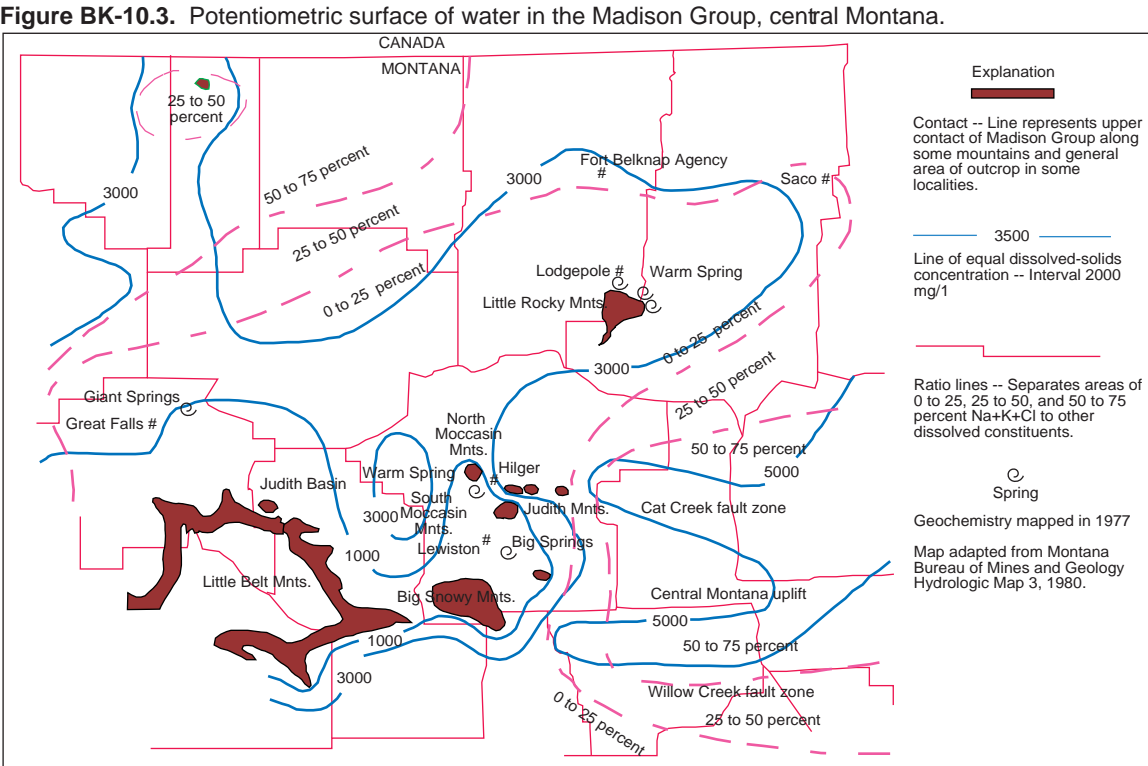 Figure BK-10.3. Potentiometric surface of water in the Madison Group, central Montana.
CANADA
MONTANA
25 to 50
percent
3000
50 to 75 percent
25 to 50 percent
0 to 25 percent
3000
Fort Belknap Agency
#
Saco #
Lodgepole #
Warm Spring
Little Rocky Mnts.
0 to 25 percent
3000
25 to 50 percent
Giant Springs
Great Falls #
North
Moccasin
Mnts.
50 to 75 percent
5000
Warm Spring
Hilger
#
Judith Basin
South
Moccasin
Mnts.
3000
Judith Mnts.
Cat Creek fault zone
1000
Lewiston #
Big Springs
Little Belt Mnts.
Big Snowy Mnts.
Central Montana uplift
5000
1000
50 to 75 percent
3000
Willow Creek fault zone
0 to 25 percent
25 to 50 percent
Explanation
Contact -- Line represents upper
contact of Madison Group along
some mountains and general
area of outcrop in some
localities.
3500
Line of equal dissolved-solids
concentration -- Interval 2000
mg/1
Ratio lines -- Separates areas of
0 to 25, 25 to 50, and 50 to 75
percent Na+K+Cl to other
dissolved constituents.
Spring
Geochemistry mapped in 1977
Map adapted from Montana
Bureau of Mines and Geology
Hydrologic Map 3, 1980.